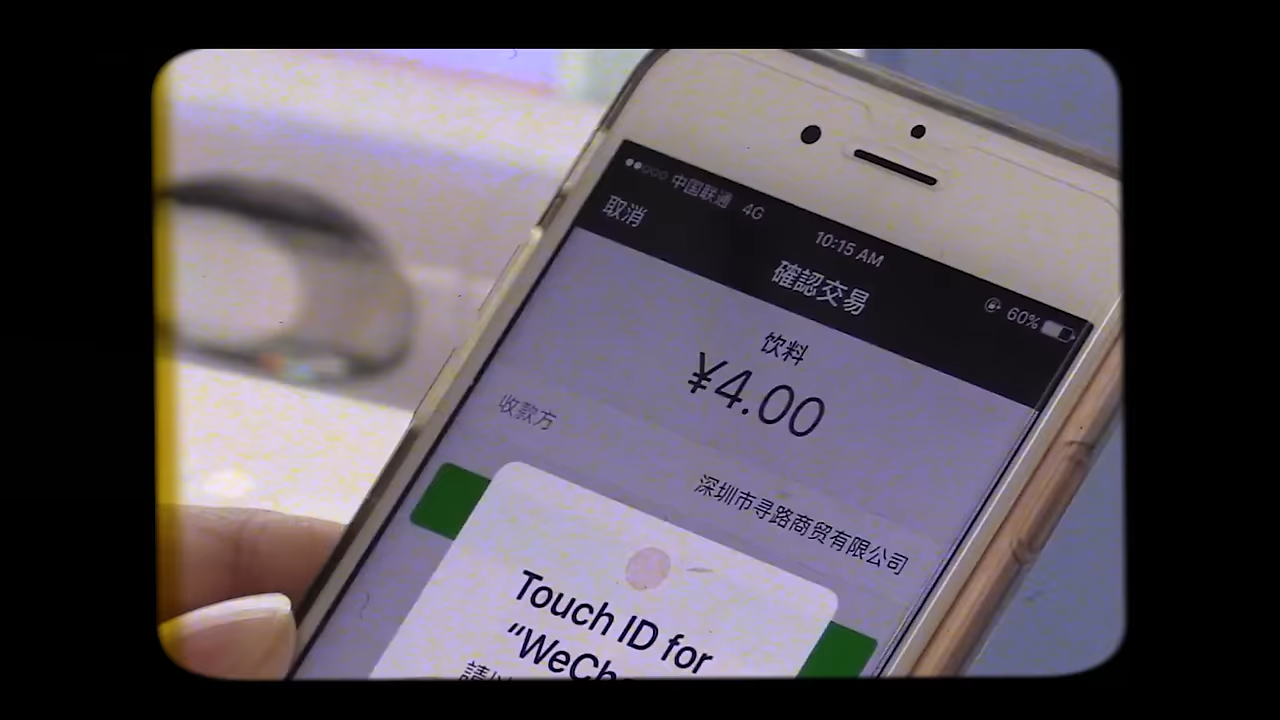 中国联通 4G
10:15 AM
60%
取消
確認交易
饮料
¥4.00
收款方
深圳市寻路商贸有限公司
Touch ID for
“WeCh
請